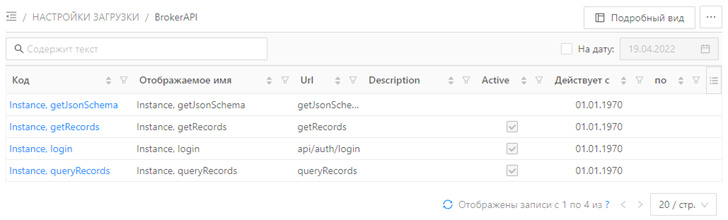 / НАСТРОЙКИ ЗАГРУЗКИ / BrokerAPI Подробный вид ...
Содержит текст На дату: 19.04.2022
Код Отображаемое имя Url Description Active Действует с по
Instance, getJsonSchema Instance, getJsonSchema getJsonSche... 01.01.1970
Instance, getRecords Instance, getRecords getRecords 01.01.1970
Instance, login Instance, login api/auth/login 01.01.1970
Instance, queryRecords Instance, queryRecords queryRecords 01.01.1970
Отображены записи с 1 по 4 из ? < > 20 / стр.